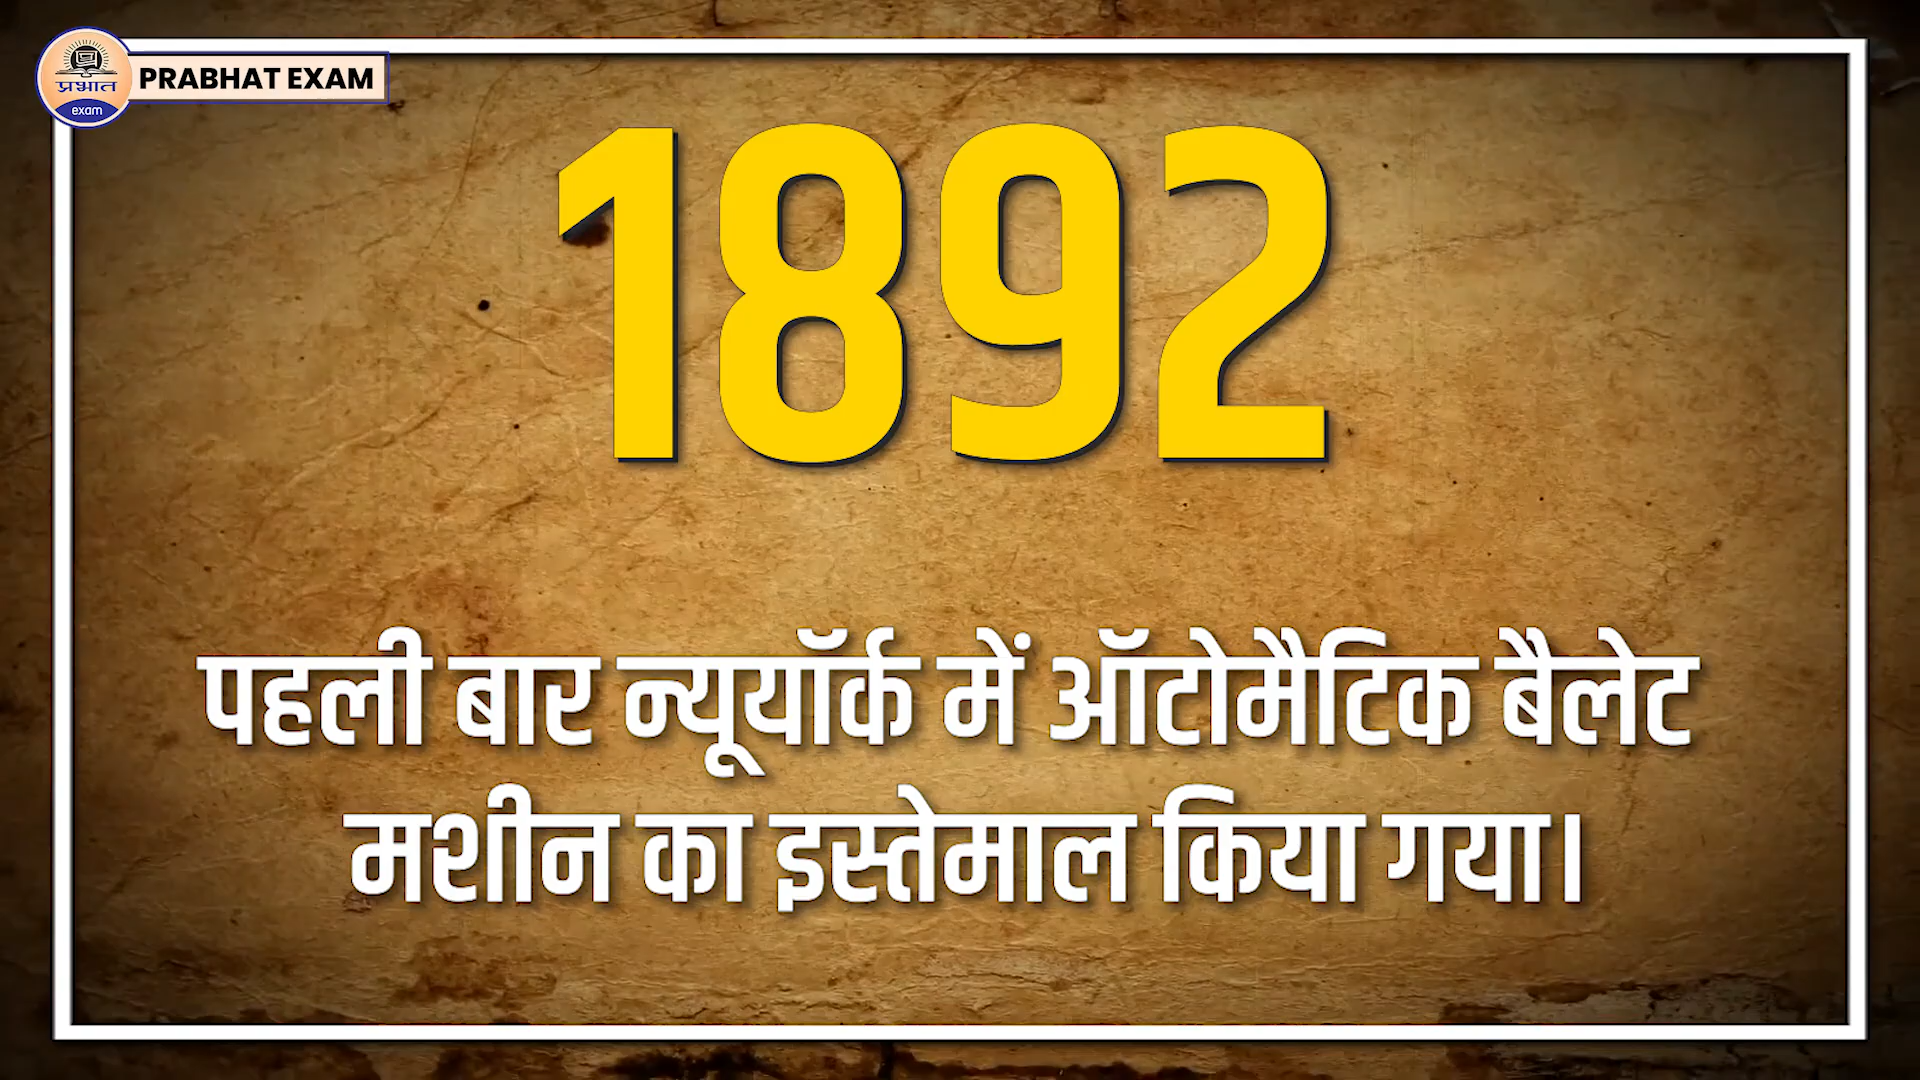 प्रभात
exam
PRABHAT EXAM
1892
पहली बार न्यूयॉर्क में ऑटोमैटिक बैलेट
मशीन का इस्तेमाल किया गया।